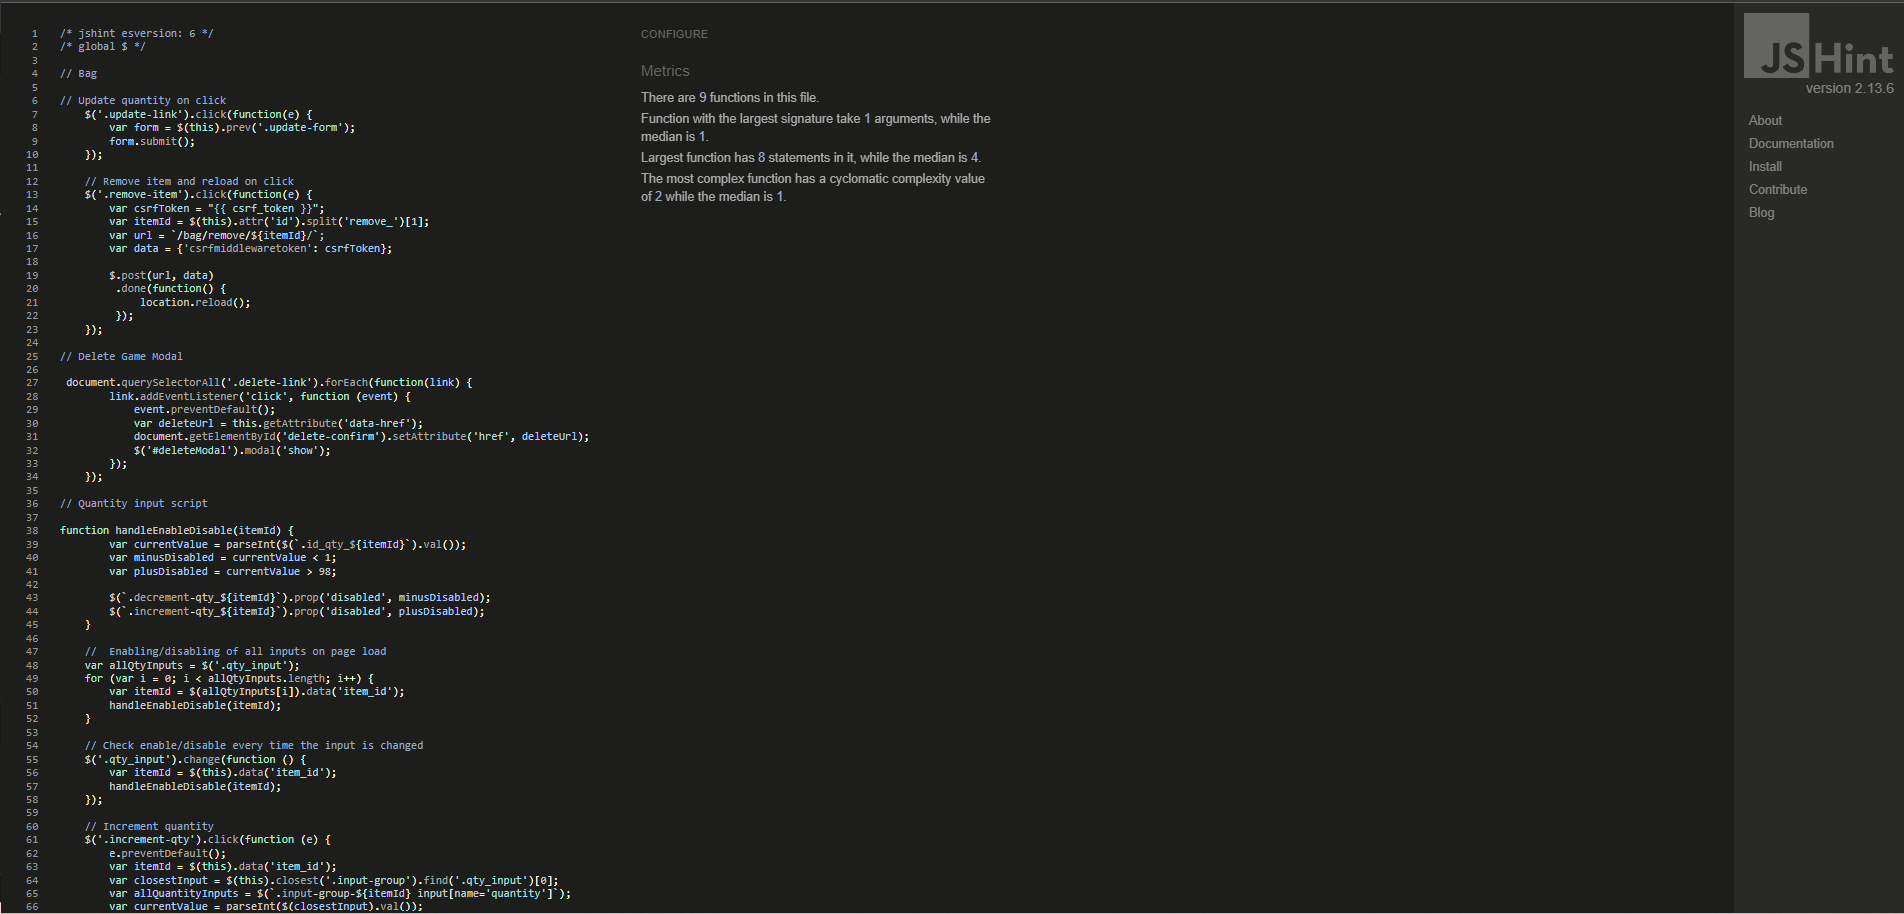 1 /* jshint esversion: 6 */
2 /* global $ */
3
4 // Bag
5
6 // Update quantity on click
7 $('.update-link').click(function(e) {
8 var form = $(this).prev('.update-form');
9 form.submit();
10 });
11
12 // Remove item and reload on click
13 $('.remove-item').click(function(e) {
14 var csrfToken = "{{ csrf_token }}";
15 var itemId = $(this).attr('id').split('remove_')[1];
16 var url = `/bag/remove/${itemId}/`;
17 var data = {'csrfmiddlewaretoken': csrfToken};
18
19 $.post(url, data)
20 .done(function() {
21 location.reload();
22 });
23 });
24
25 // Delete Game Modal
26
27 document.querySelectorAll('.delete-link').forEach(function(link) {
28 link.addEventListener('click', function (event) {
29 event.preventDefault();
30 var deleteUrl = this.getAttribute('data-href');
31 document.getElementById('delete-confirm').setAttribute('href', deleteUrl);
32 $('#deleteModal').modal('show');
33 });
34 });
35
36 // Quantity input script
37
38 function handleEnableDisable(itemId) {
39 var currentValue = parseInt($(`.id_qty_${itemId}`).val());
40 var minusDisabled = currentValue < 1;
41 var plusDisabled = currentValue > 98;
42
43 $(`.decrement-qty_${itemId}`).prop('disabled', minusDisabled);
44 $(`.increment-qty_${itemId}`).prop('disabled', plusDisabled);
45 }
46
47 // Enabling/disabling of all inputs on page load
48 var allQtyInputs = $('.qty_input');
49 for (var i = 0; i < allQtyInputs.length; i++) {
50 var itemId = $(allQtyInputs[i]).data('item_id');
51 handleEnableDisable(itemId);
52 }
53
54 // Check enable/disable every time the input is changed
55 $('.qty_input').change(function () {
56 var itemId = $(this).data('item_id');
57 handleEnableDisable(itemId);
58 });
59
60 // Increment quantity
61 $('.increment-qty').click(function (e) {
62 e.preventDefault();
63 var itemId = $(this).data('item_id');
64 var closestInput = $(this).closest('.input-group').find('.qty_input')[0];
65 var allQuantityInputs = $(`.input-group-${itemId} input[name='quantity']`);
66 var currentValue = parseInt($(closestInput).val());
CONFIGURE
Metrics
There are 9 functions in this file.
Function with the largest signature take 1 arguments, while the
median is 1.
Largest function has 8 statements in it, while the median is 4.
The most complex function has a cyclomatic complexity value
of 2 while the median is 1.
JSHint
version 2.13.6
About
Documentation
Install
Contribute
Blog